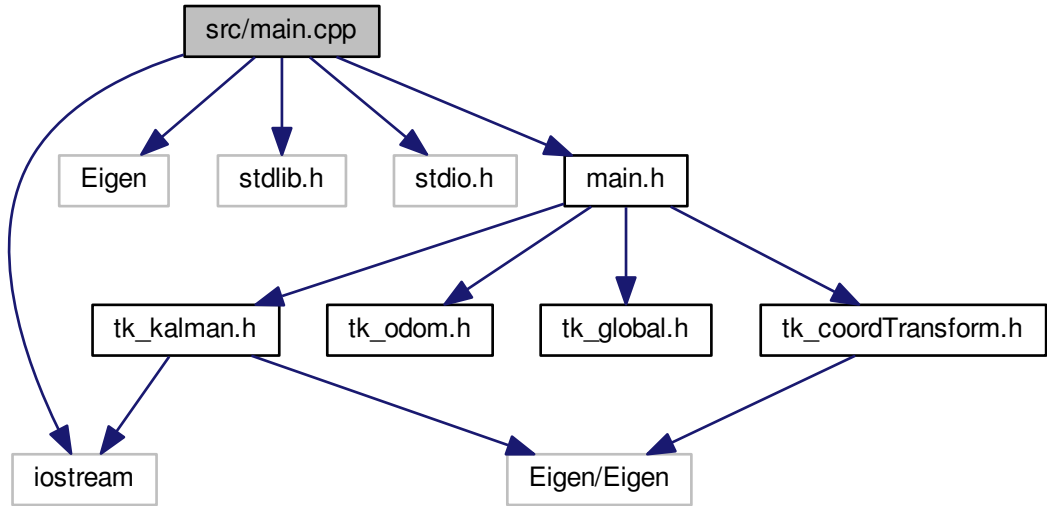 src/main.cpp
Eigen
stdlib.h
stdio.h
main.h
tk_kalman.h
tk_odom.h
tk_global.h
tk_coordTransform.h
iostream
Eigen/Eigen